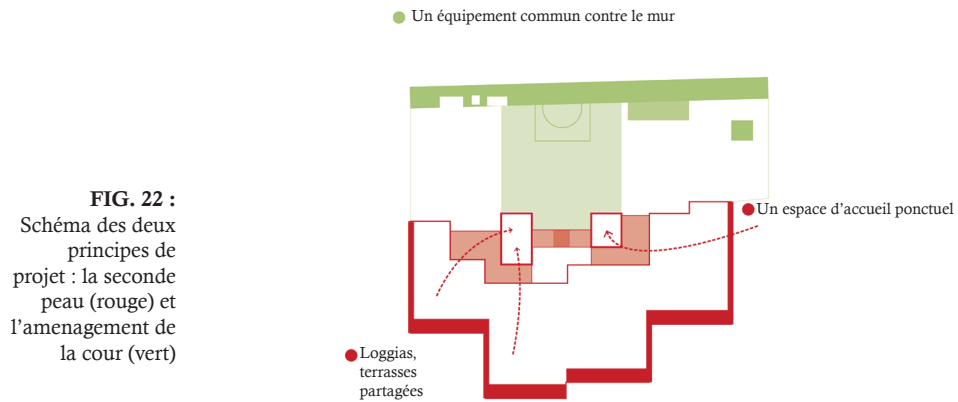 Un équipement commun contre le mur
FIG. 22 :
Schéma des deux
principes de
projet : la seconde
peau (rouge) et
l'amenagement de
la cour (vert)
Un espace d'accueil ponctuel
Loggias,
terrasses
partagées